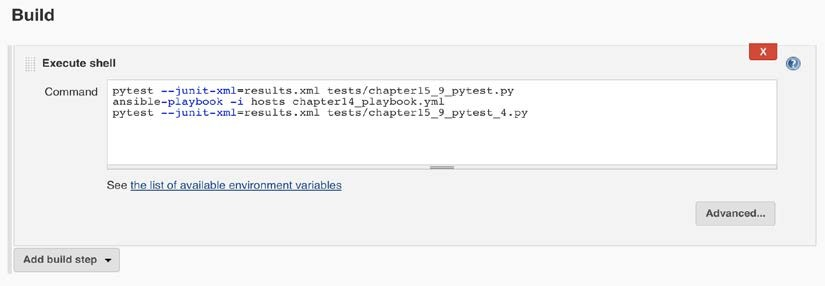 Build
X
Execute shell
?
Command
pytest --junit-xml=results.xml tests/chapter15_9_pytest.py
ansible-playbook -i hosts chapter14_playbook.yml
pytest --junit-xml=results.xml tests/chapter15_9_pytest_4.py
See the list of available environment variables
Advanced...
Add build step